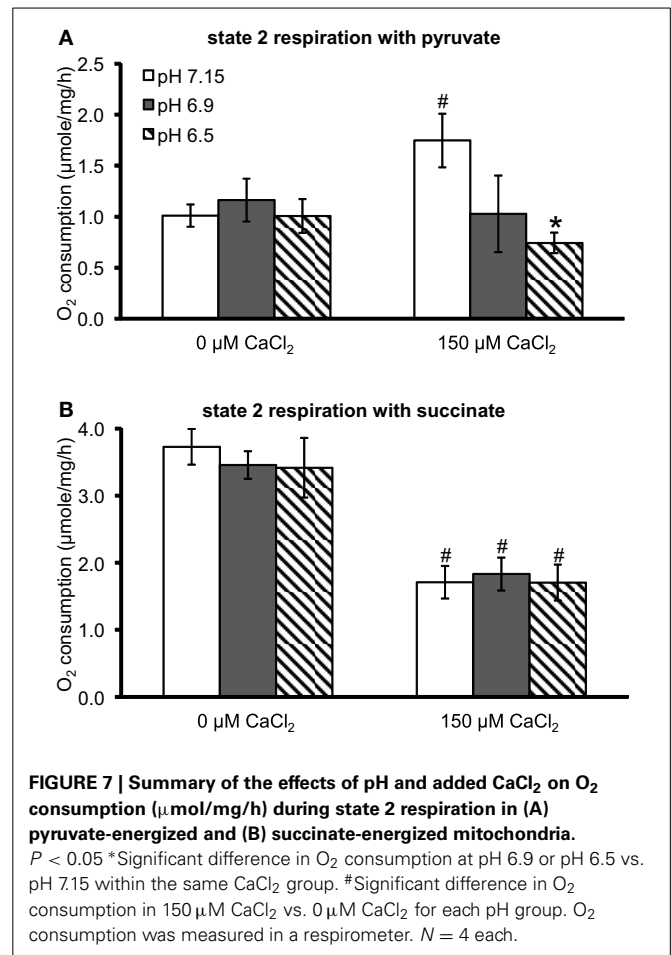 A
state 2 respiration with pyruvate
O₂ consumption (µmole/mg/h)
2.5
2.0
1.5
1.0
0.5
0.0
pH 7.15
pH 6.9
pH 6.5
#
*
0 µM CaCl₂
150 µM CaCl₂
B
state 2 respiration with succinate
O₂ consumption (µmole/mg/h)
4.0
3.0
2.0
1.0
0.0
# # #
0 µM CaCl₂
150 µM CaCl₂
FIGURE 7 | Summary of the effects of pH and added CaCl₂ on O₂
consumption (µmol/mg/h) during state 2 respiration in (A)
pyruvate-energized and (B) succinate-energized mitochondria.
P < 0.05 *Significant difference in O₂ consumption at pH 6.9 or pH 6.5 vs.
pH 7.15 within the same CaCl₂ group. #Significant difference in O₂
consumption in 150 µM CaCl₂ vs. 0 µM CaCl₂ for each pH group. O₂
consumption was measured in a respirometer. N = 4 each.